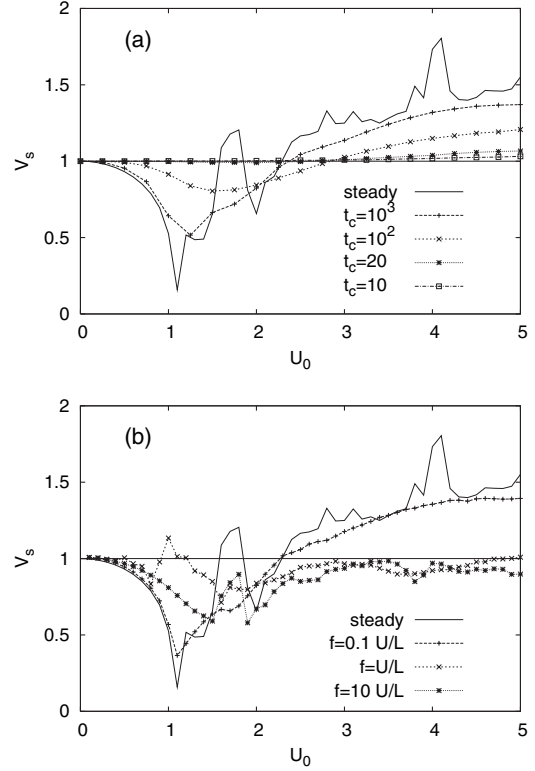 (a)
2
1.5
1
0.5
0
V_s
steady
t_c=10^3
t_c=10^2
t_c=20
t_c=10
0 1 2 3 4 5
U_0
(b)
2
1.5
1
0.5
0
V_s
steady
f=0.1 U/L
f=U/L
f=10 U/L
0 1 2 3 4 5
U_0